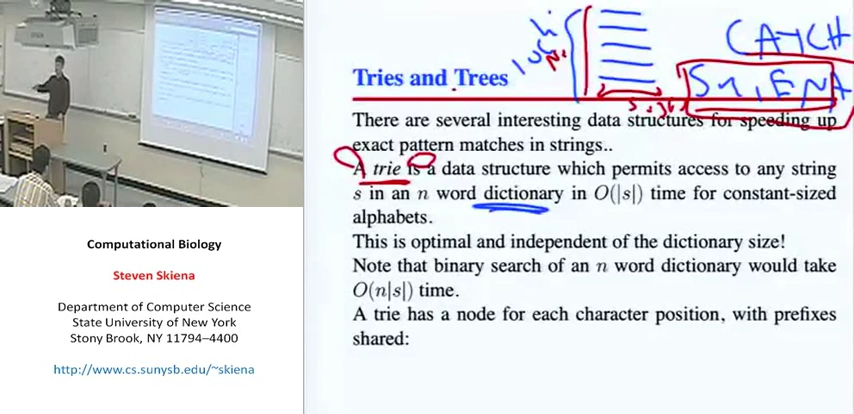 Computational Biology
Steven Skiena
Department of Computer Science
State University of New York
Stony Brook, NY 11794–4400
http://www.cs.sunysb.edu/~skiena
CATCH
SKIENA
Tries and Trees
There are several interesting data structures for speeding up
exact pattern matches in strings..
A trie is a data structure which permits access to any string
s in an n word dictionary in O(|s|) time for constant-sized
alphabets.
This is optimal and independent of the dictionary size!
Note that binary search of an n word dictionary would take
O(n|s|) time.
A trie has a node for each character position, with prefixes
shared: